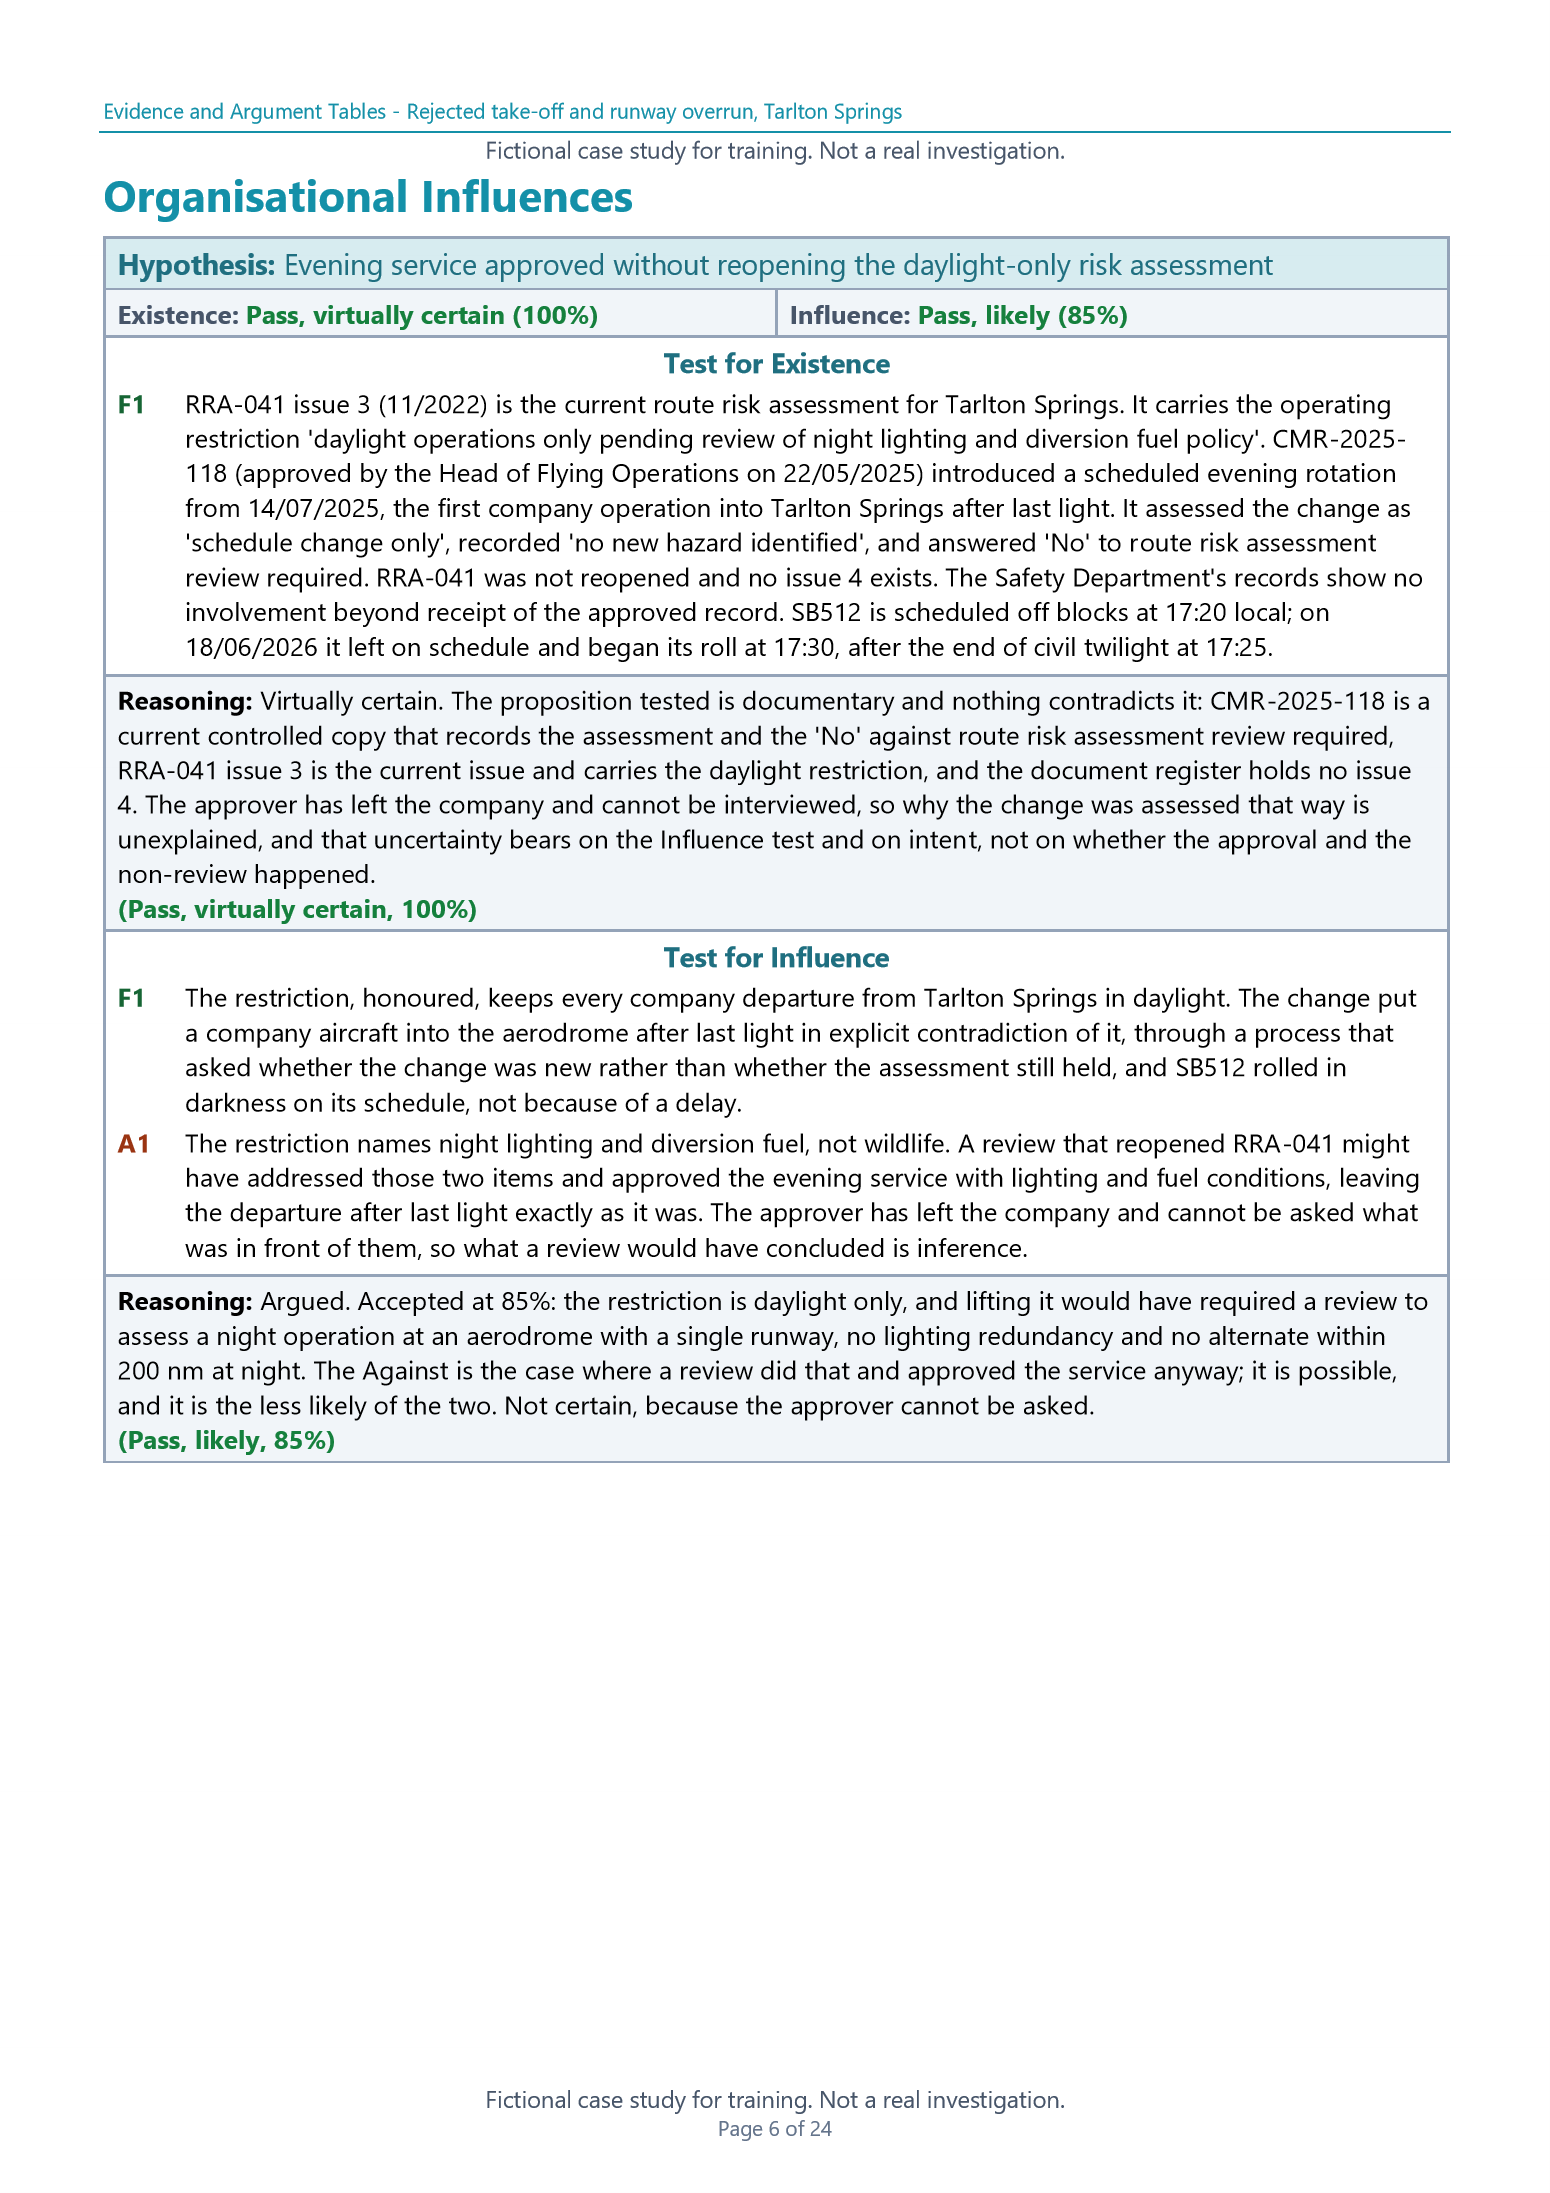 Evidence and Argument Tables - Rejected take-off and runway overrun, Tarlton Springs
Fictional case study for training. Not a real investigation.
Organisational Influences
Hypothesis: Evening service approved without reopening the daylight-only risk assessment
Existence: Pass, virtually certain (100%)
Influence: Pass, likely (85%)
Test for Existence
F1 RRA-041 issue 3 (11/2022) is the current route risk assessment for Tarlton Springs. It carries the operating
restriction 'daylight operations only pending review of night lighting and diversion fuel policy'. CMR-2025-
118 (approved by the Head of Flying Operations on 22/05/2025) introduced a scheduled evening rotation
from 14/07/2025, the first company operation into Tarlton Springs after last light. It assessed the change as
'schedule change only', recorded 'no new hazard identified', and answered 'No' to route risk assessment
review required. RRA-041 was not reopened and no issue 4 exists. The Safety Department's records show no
involvement beyond receipt of the approved record. SB512 is scheduled off blocks at 17:20 local; on
18/06/2026 it left on schedule and began its roll at 17:30, after the end of civil twilight at 17:25.
Reasoning: Virtually certain. The proposition tested is documentary and nothing contradicts it: CMR-2025-118 is a
current controlled copy that records the assessment and the 'No' against route risk assessment review required,
RRA-041 issue 3 is the current issue and carries the daylight restriction, and the document register holds no issue
4. The approver has left the company and cannot be interviewed, so why the change was assessed that way is
unexplained, and that uncertainty bears on the Influence test and on intent, not on whether the approval and the
non-review happened.
(Pass, virtually certain, 100%)
Test for Influence
F1 The restriction, honoured, keeps every company departure from Tarlton Springs in daylight. The change put
a company aircraft into the aerodrome after last light in explicit contradiction of it, through a process that
asked whether the change was new rather than whether the assessment still held, and SB512 rolled in
darkness on its schedule, not because of a delay.
A1 The restriction names night lighting and diversion fuel, not wildlife. A review that reopened RRA-041 might
have addressed those two items and approved the evening service with lighting and fuel conditions, leaving
the departure after last light exactly as it was. The approver has left the company and cannot be asked what
was in front of them, so what a review would have concluded is inference.
Reasoning: Argued. Accepted at 85%: the restriction is daylight only, and lifting it would have required a review to
assess a night operation at an aerodrome with a single runway, no lighting redundancy and no alternate within
200 nm at night. The Against is the case where a review did that and approved the service anyway; it is possible,
and it is the less likely of the two. Not certain, because the approver cannot be asked.
(Pass, likely, 85%)
Fictional case study for training. Not a real investigation.
Page 6 of 24